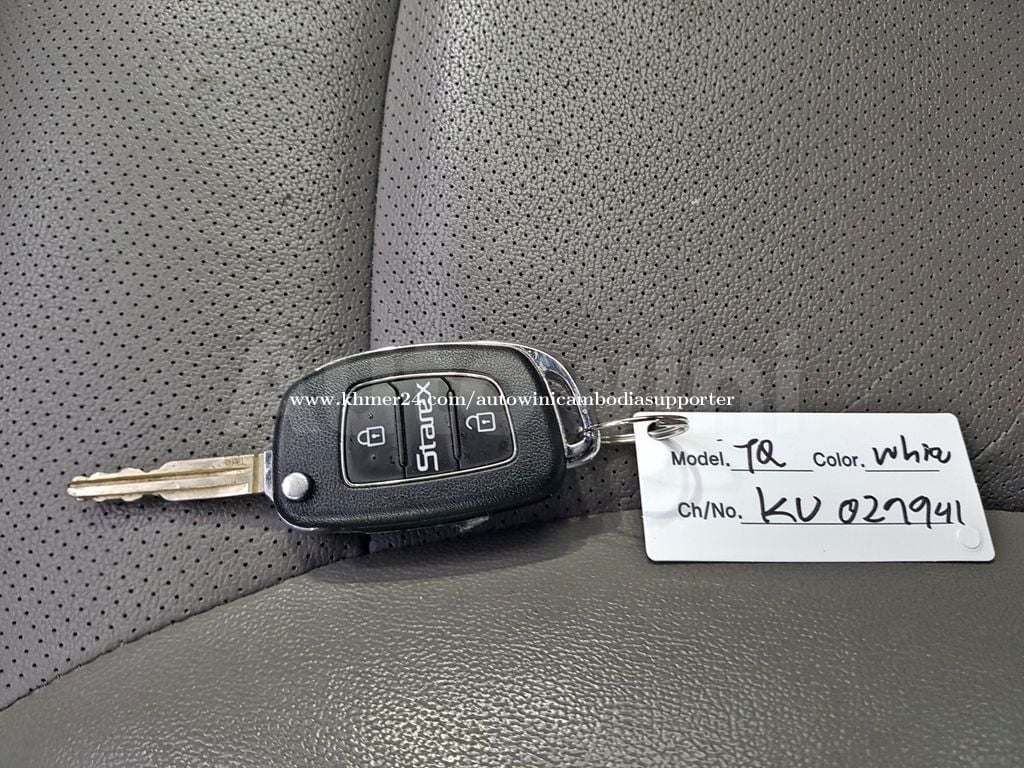 www.khmer24.com/autowinicambodiasupporter
Starex
Model. TQ Color. white
Ch/No. KU 027941